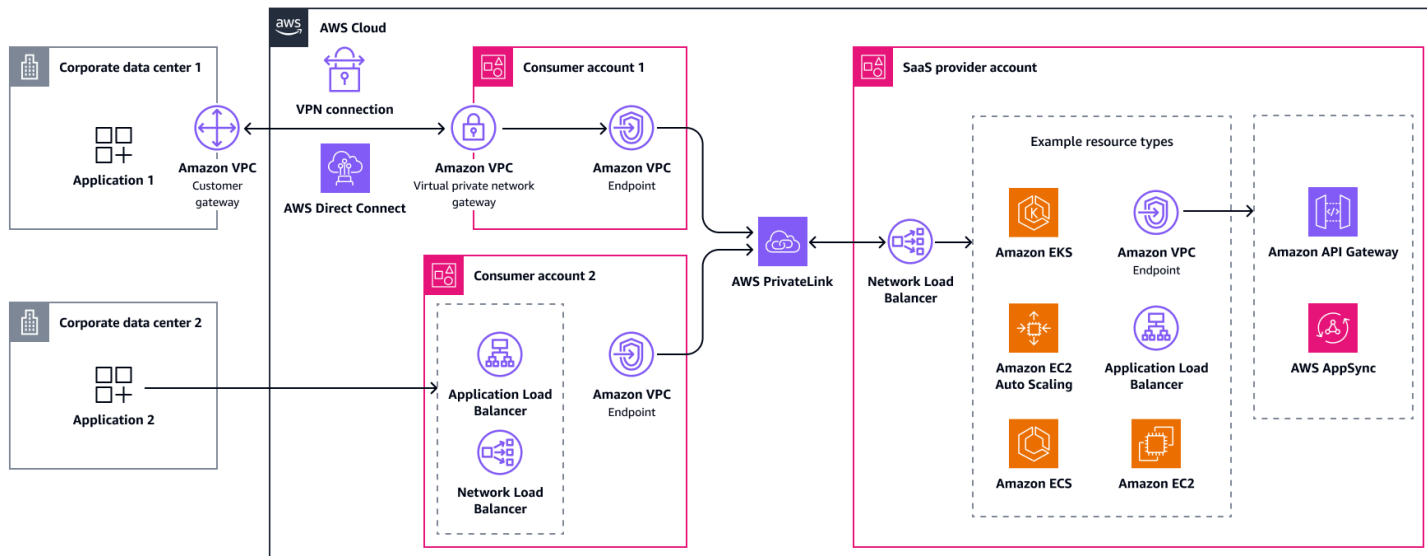 aws
AWS Cloud
Corporate data center 1
Application 1
Amazon VPC
Customer
gateway
VPN connection
AWS Direct Connect
Consumer account 1
Amazon VPC
Virtual private network
gateway
Amazon VPC
Endpoint
Corporate data center 2
Application 2
Consumer account 2
Application Load
Balancer
Network Load
Balancer
Amazon VPC
Endpoint
AWS PrivateLink
SaaS provider account
Network Load
Balancer
Example resource types
K
Amazon EKS
Amazon VPC
Endpoint
Amazon EC2
Auto Scaling
Application Load
Balancer
Amazon ECS
Amazon EC2
</>
Amazon API Gateway
AWS AppSync